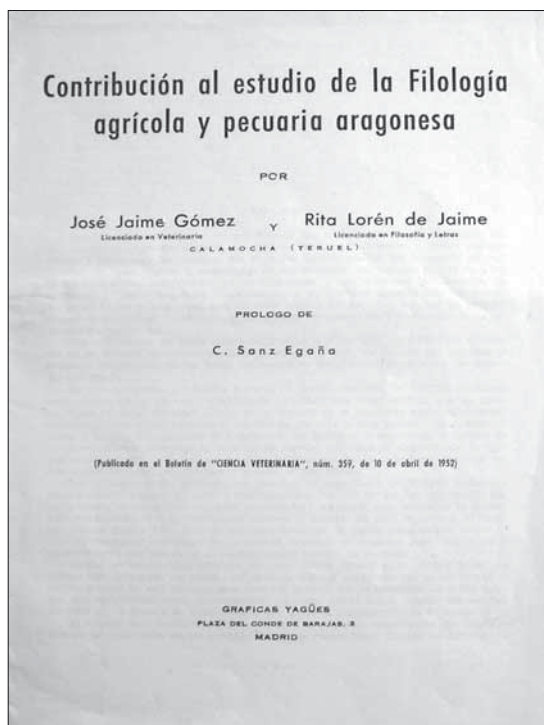 Contribución al estudio de la Filología
agrícola y pecuaria aragonesa
POR
José Jaime Gómez y Rita Lorén de Jaime
Licenciado en Veterinaria Licenciada en Filosofía y Letras
CALAMOCHA (TERUEL)
PROLOGO DE
C. Sanz Egaña
(Publicado en el Boletín de "CIENCIA VETERINARIA", núm. 359, de 10 de abril de 1952)
GRAFICAS YAGÜES
PLAZA DEL CONDE DE BARAJAS, 3
MADRID